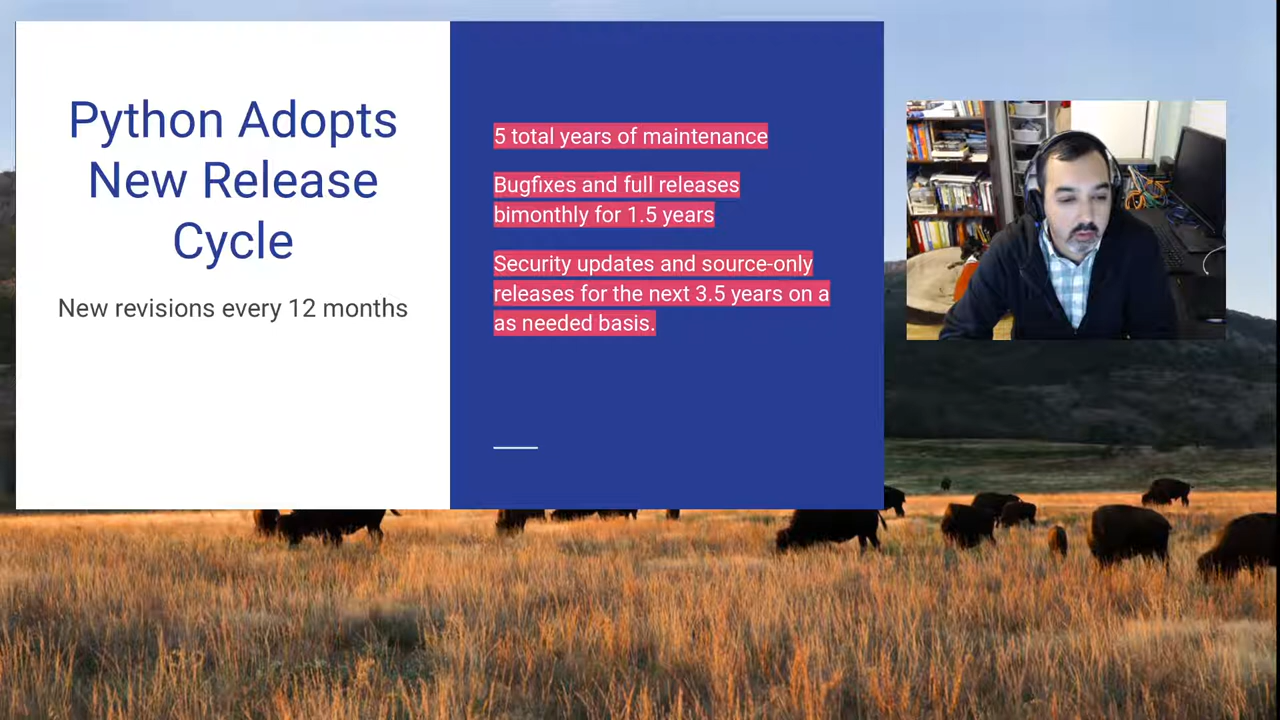 Python Adopts
New Release
Cycle
New revisions every 12 months
5 total years of maintenance
Bugfixes and full releases
bimonthly for 1.5 years
Security updates and source-only
releases for the next 3.5 years on a
as needed basis.